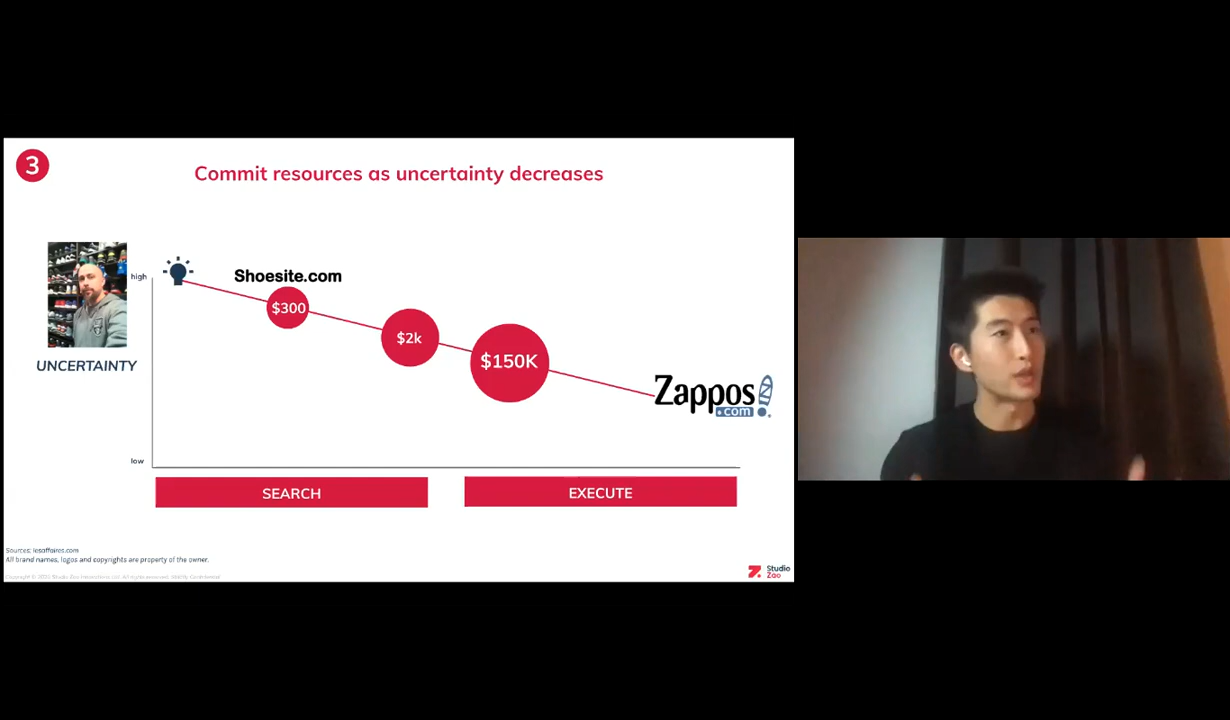 3
Commit resources as uncertainty decreases
high
Shoesite.com
$300
$2k
$150K
UNCERTAINTY
Zappos
.com
low
SEARCH
EXECUTE
Sources: lesaffaires.com
All brand names, logos and copyrights are property of the owner.
Studio
Zao